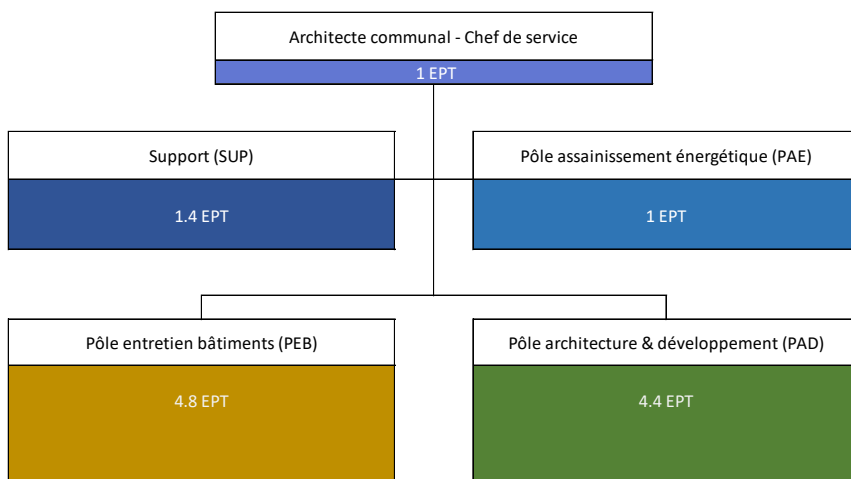 Architecte communal - Chef de service
1 EPT
Support (SUP)
1.4 EPT
Pôle assainissement énergétique (PAE)
1 EPT
Pôle entretien bâtiments (PEB)
4.8 EPT
Pôle architecture & développement (PAD)
4.4 EPT